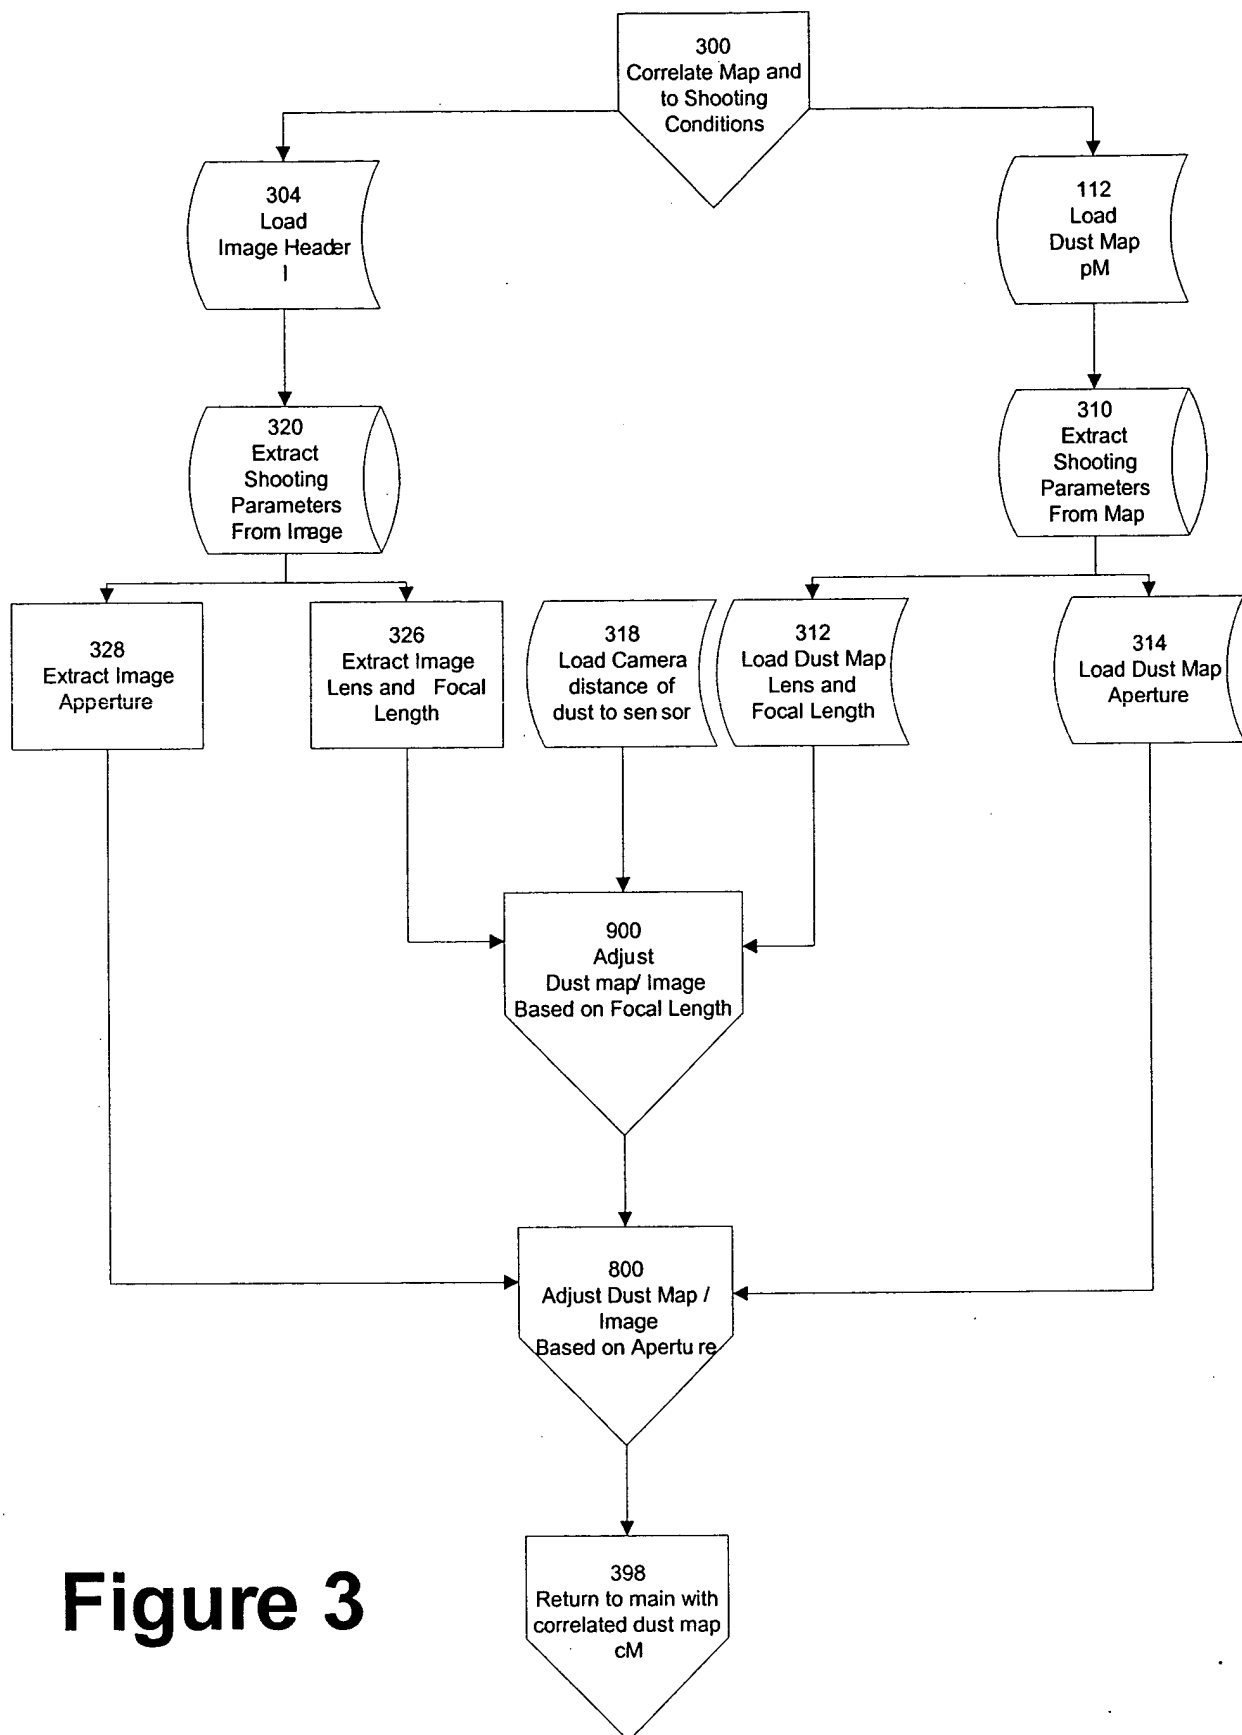 300
Correlate Map and
to Shooting
Conditions
304
Load
Image Header
I
112
Load
Dust Map
pM
320
Extract
Shooting
Parameters
From Image
310
Extract
Shooting
Parameters
From Map
328
Extract Image
Apperture
326
Extract Image
Lens and Focal
Length
318
Load Camera
distance of
dust to sensor
312
Load Dust Map
Lens and
Focal Length
314
Load Dust Map
Aperture
900
Adjust
Dust map/ Image
Based on Focal Length
800
Adjust Dust Map /
Image
Based on Aperture
398
Return to main with
correlated dust map
cM
Figure 3